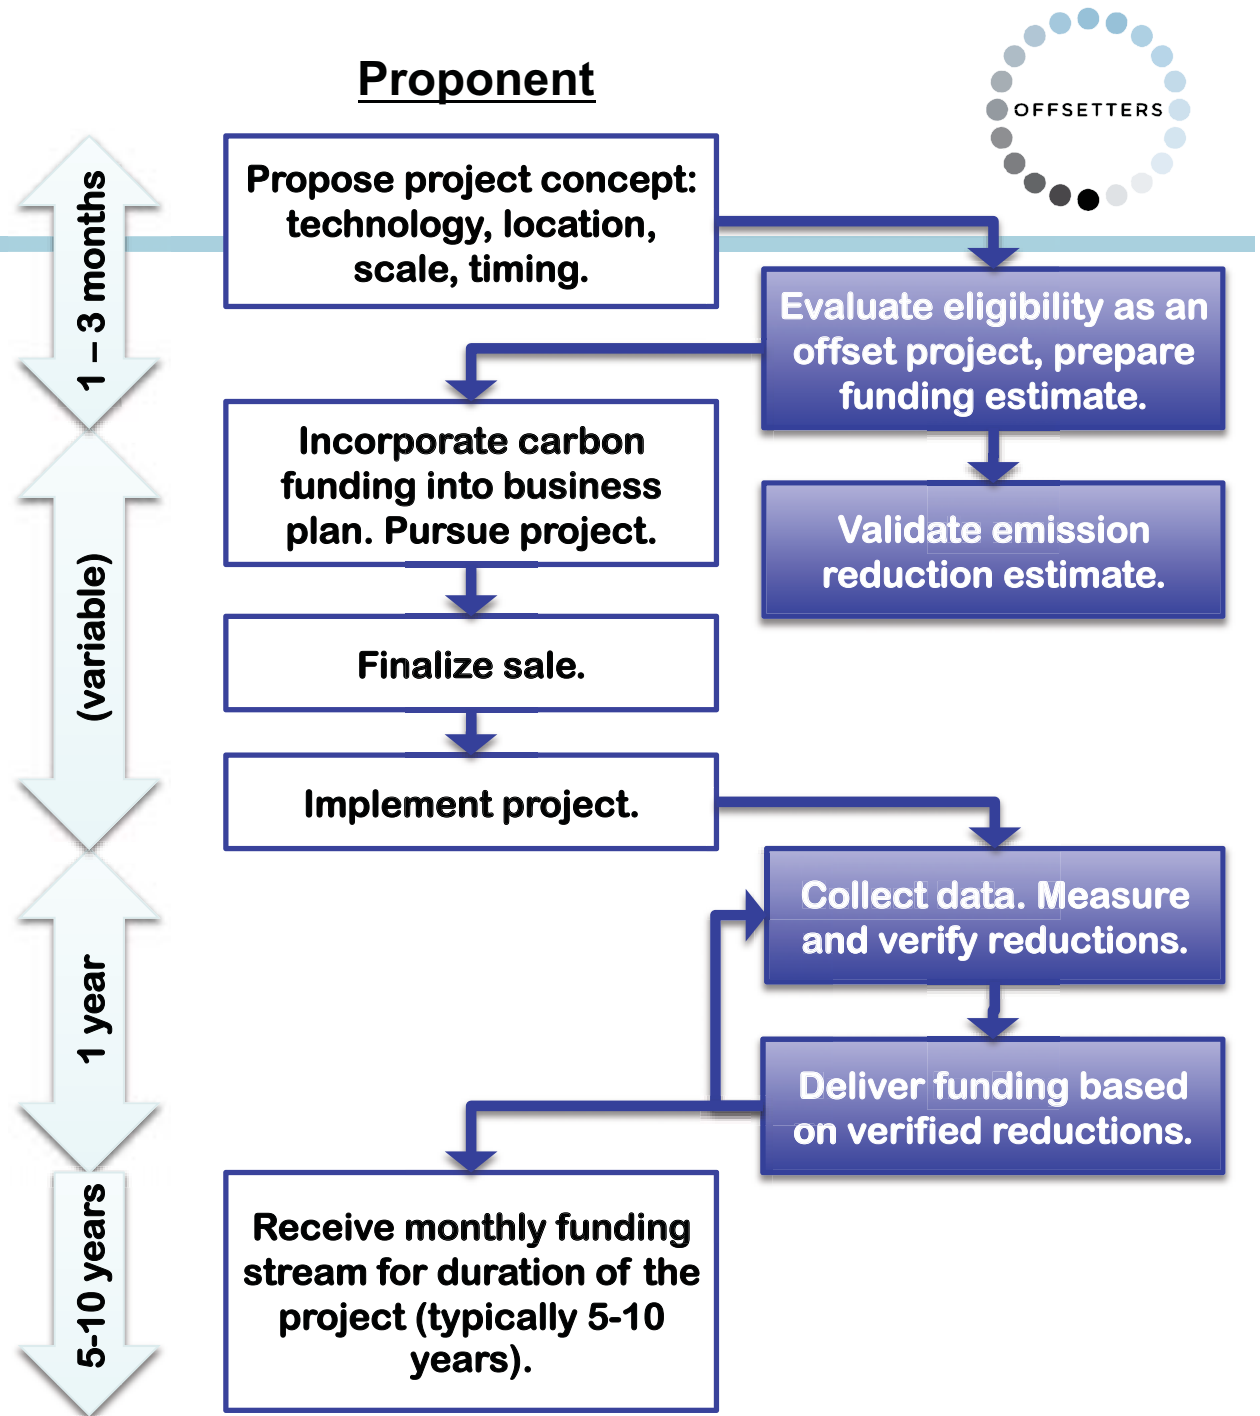 Proponent
OFFSETTERS
1 – 3 months
Propose project concept:
technology, location,
scale, timing.
Evaluate eligibility as an
offset project, prepare
funding estimate.
Incorporate carbon
funding into business
plan. Pursue project.
Validate emission
reduction estimate.
(variable)
Finalize sale.
Implement project.
Collect data. Measure
and verify reductions.
1 year
Deliver funding based
on verified reductions.
5-10 years
Receive monthly funding
stream for duration of the
project (typically 5-10
years).